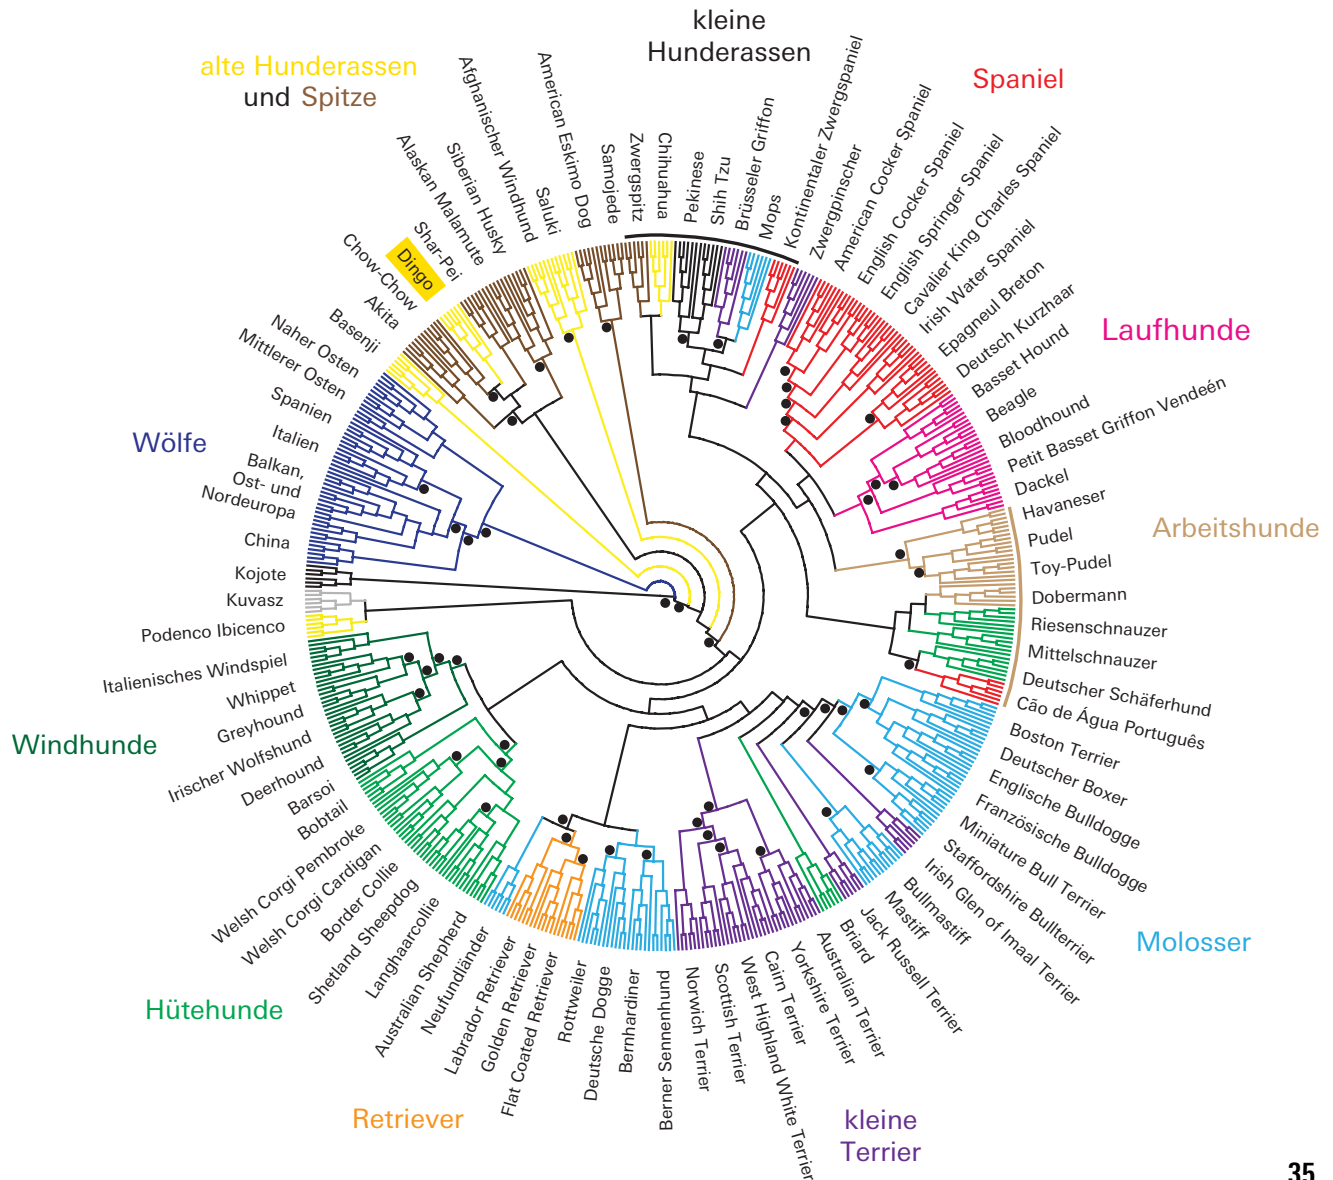 kleine
Hunderassen
alte Hunderassen
und Spitze
Spaniel
Laufhunde
Arbeitshunde
Molosser
kleine
Terrier
Retriever
Hütehunde
Windhunde
Wölfe
Naher Osten
Mittlerer Osten
Spanien
Italien
Balkan,
Ost- und
Nordeuropa
China
Kojote
Kuvasz
Podenco Ibicenco
Italienisches Windspiel
Whippet
Greyhound
Irischer Wolfshund
Deerhound
Barsoi
Bobtail
Welsh Corgi Pembroke
Welsh Corgi Cardigan
Border Collie
Shetland Sheepdog
Langhaarcollie
Australian Shepherd
Neufundländer
Labrador Retriever
Golden Retriever
Flat Coated Retriever
Rottweiler
Deutsche Dogge
Bernhardiner
Berner Sennenhund
Norwich Terrier
Scottish Terrier
West Highland White Terrier
Cairn Terrier
Yorkshire Terrier
Australian Terrier
Briard
Jack Russell Terrrier
Mastiff
Bullmastiff
Irish Glen of Imaal Terrier
Staffordshire Bullterrier
Miniature Bull Terrier
Französische Bulldogge
Englische Bulldogge
Deutscher Boxer
Boston Terrier
Cão de Água Português
Deutscher Schäferhund
Mittelschnauzer
Riesenschnauzer
Dobermann
Toy-Pudel
Pudel
Havaneser
Dackel
Petit Basset Griffon Vendeén
Bloodhound
Beagle
Basset Hound
Deutsch Kurzhaar
Epagneul Breton
Irish Water Spaniel
Cavalier King Charles Spaniel
English Springer Spaniel
English Cocker Spaniel
American Cocker Spaniel
Zwergpinscher
Kontinentaler Zwergspaniel
Mops
Brüsseler Griffon
Shih Tzu
Pekinese
Chihuahua
Zwergspitz
Samojede
American Eskimo Dog
Saluki
Afghanischer Windhund
Siberian Husky
Alaskan Malamute
Shar-Pei
Dingo
Chow-Chow
Akita
Basenji
35